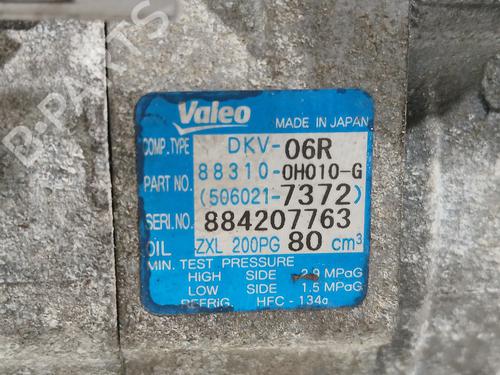 B-PARTS
Valeo MADE IN JAPAN
COMP.TYPE DKV-06R
PART NO. 88310-0H010-G
(506021-7372)
SERI.NO. 884207763
OIL ZXL 200PG 80 cm³
MIN. TEST PRESSURE
HIGH SIDE 2.9 MPaG
LOW SIDE 1.5 MPaG
REFRIG. HFC-134a